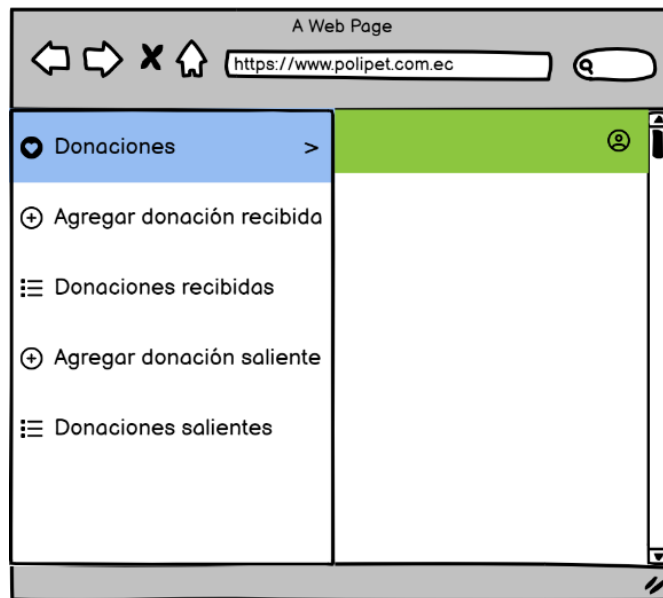 A Web Page
https://www.polipet.com.ec
Donaciones >
Agregar donación recibida
Donaciones recibidas
Agregar donación saliente
Donaciones salientes